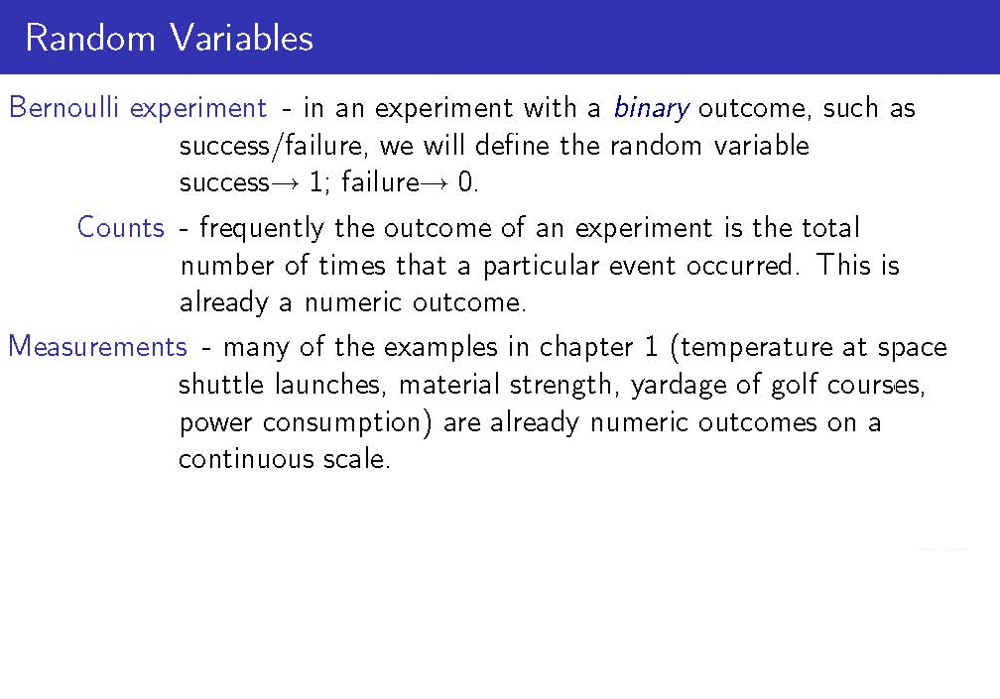 Random Variables
Bernoulli experiment - in an experiment with a binary outcome, such as
success/failure, we will define the random variable
success→ 1; failure→ 0.
Counts - frequently the outcome of an experiment is the total
number of times that a particular event occurred. This is
already a numeric outcome.
Measurements - many of the examples in chapter 1 (temperature at space
shuttle launches, material strength, yardage of golf courses,
power consumption) are already numeric outcomes on a
continuous scale.